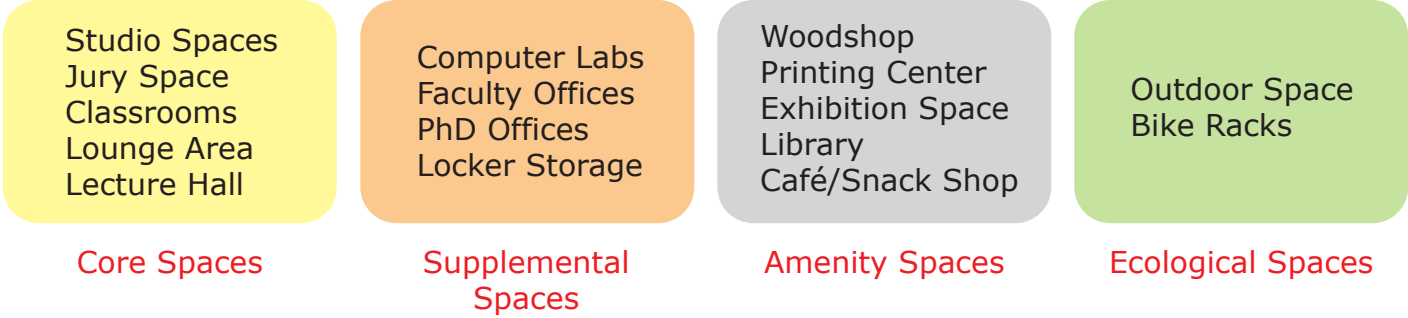 Studio Spaces
Jury Space
Classrooms
Lounge Area
Lecture Hall
Core Spaces
Computer Labs
Faculty Offices
PhD Offices
Locker Storage
Supplemental
Spaces
Woodshop
Printing Center
Exhibition Space
Library
Café/Snack Shop
Amenity Spaces
Outdoor Space
Bike Racks
Ecological Spaces